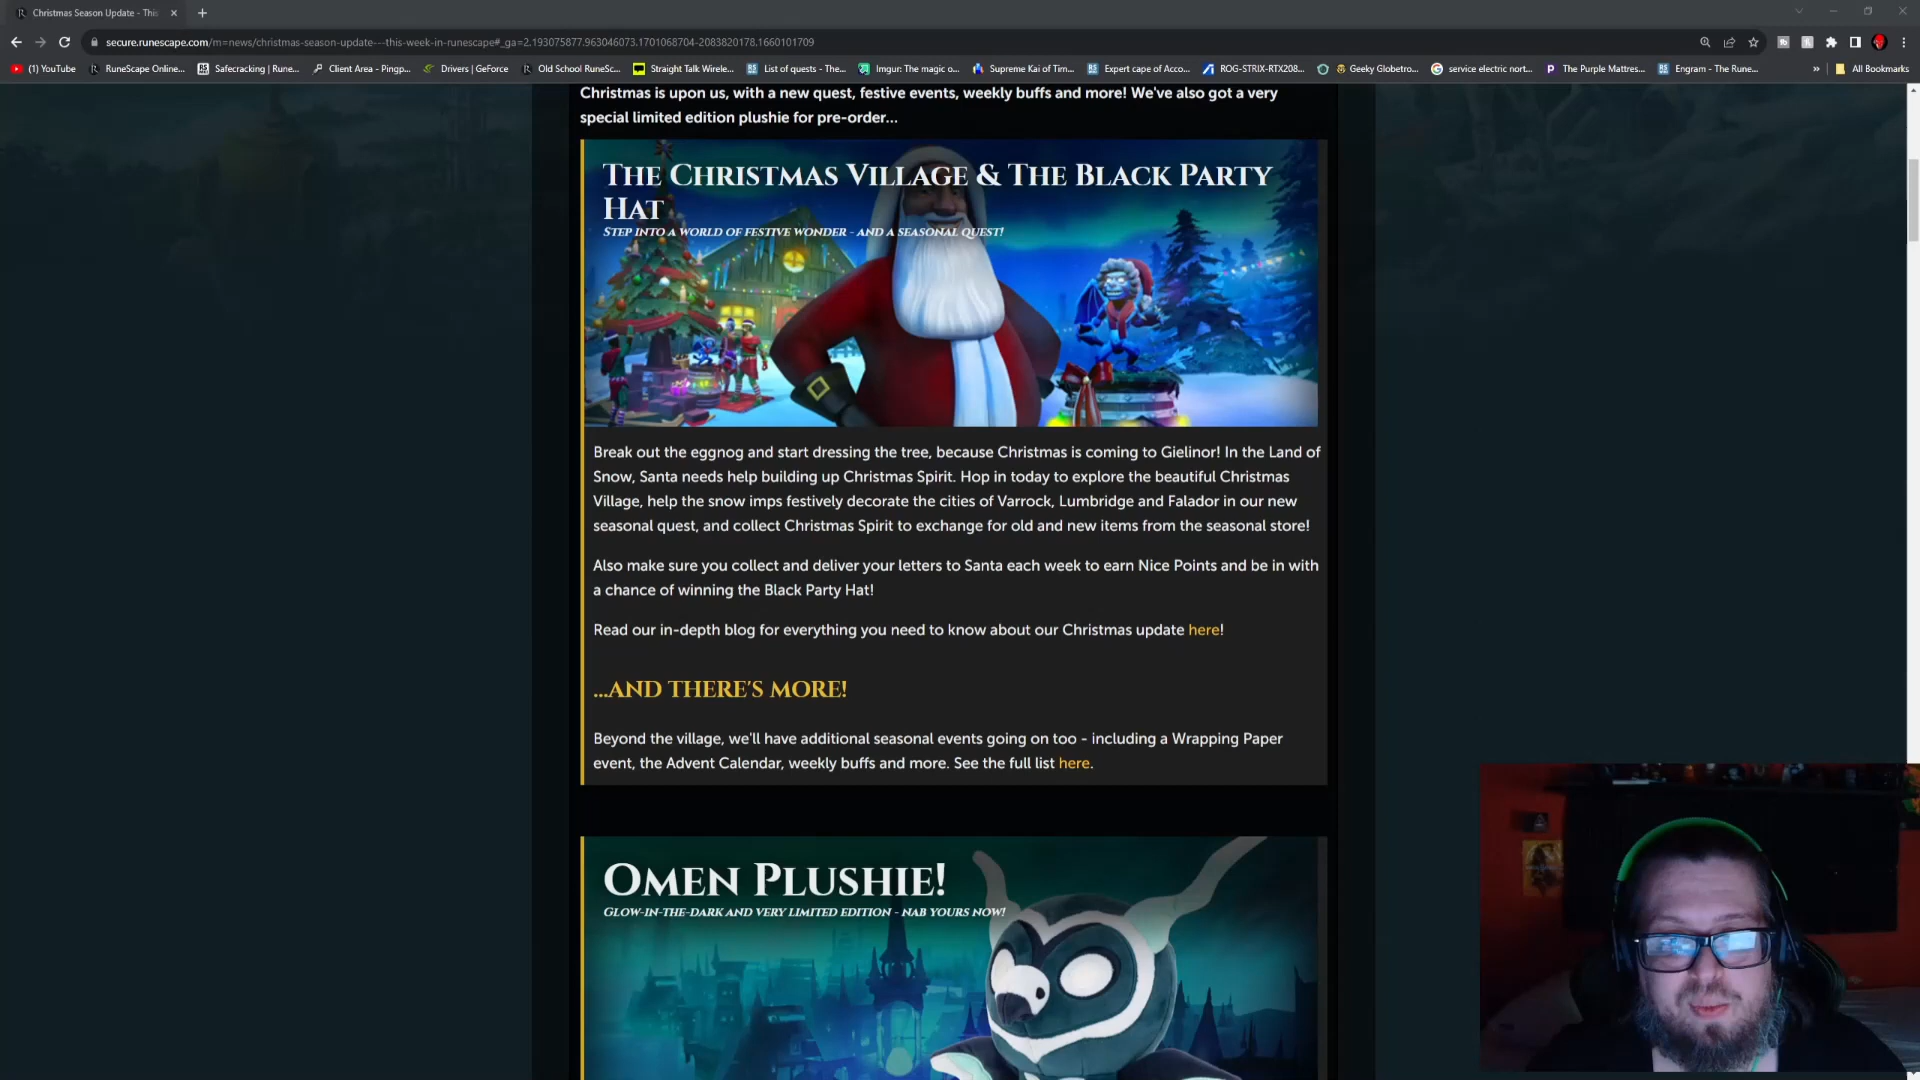 Christmas Season Update - This
secure.runescape.com/m=news/christmas-season-update---this-week-in-runescape#_ga=2.193075877.963046073.1701068704-2083820178.1660101709
(1) YouTube
RuneScape Online...
Safecracking | Rune...
Client Area - Pingp...
Drivers | GeForce
Old School RuneSc...
Straight Talk Wirele...
List of quests - The...
Imgur: The magic o...
Supreme Kai of Tim...
Expert cape of Acco...
ROG-STRIX-RTX208...
Geeky Globetro...
service electric nort...
The Purple Mattres...
Engram - The Rune...
»
All Bookmarks
Christmas is upon us, with a new quest, festive events, weekly buffs and more! We've also got a very
special limited edition plushie for pre-order...
The Christmas Village & The Black Party
Hat
Step into a world of festive wonder - and a seasonal quest!
Break out the eggnog and start dressing the tree, because Christmas is coming to Gielinor! In the Land of
Snow, Santa needs help building up Christmas Spirit. Hop in today to explore the beautiful Christmas
Village, help the snow imps festively decorate the cities of Varrock, Lumbridge and Falador in our new
seasonal quest, and collect Christmas Spirit to exchange for old and new items from the seasonal store!
Also make sure you collect and deliver your letters to Santa each week to earn Nice Points and be in with
a chance of winning the Black Party Hat!
Read our in-depth blog for everything you need to know about our Christmas update here!
...AND THERE'S MORE!
Beyond the village, we'll have additional seasonal events going on too - including a Wrapping Paper
event, the Advent Calendar, weekly buffs and more. See the full list here.
Omen Plushie!
Glow-in-the-dark and very limited edition - nab yours now!